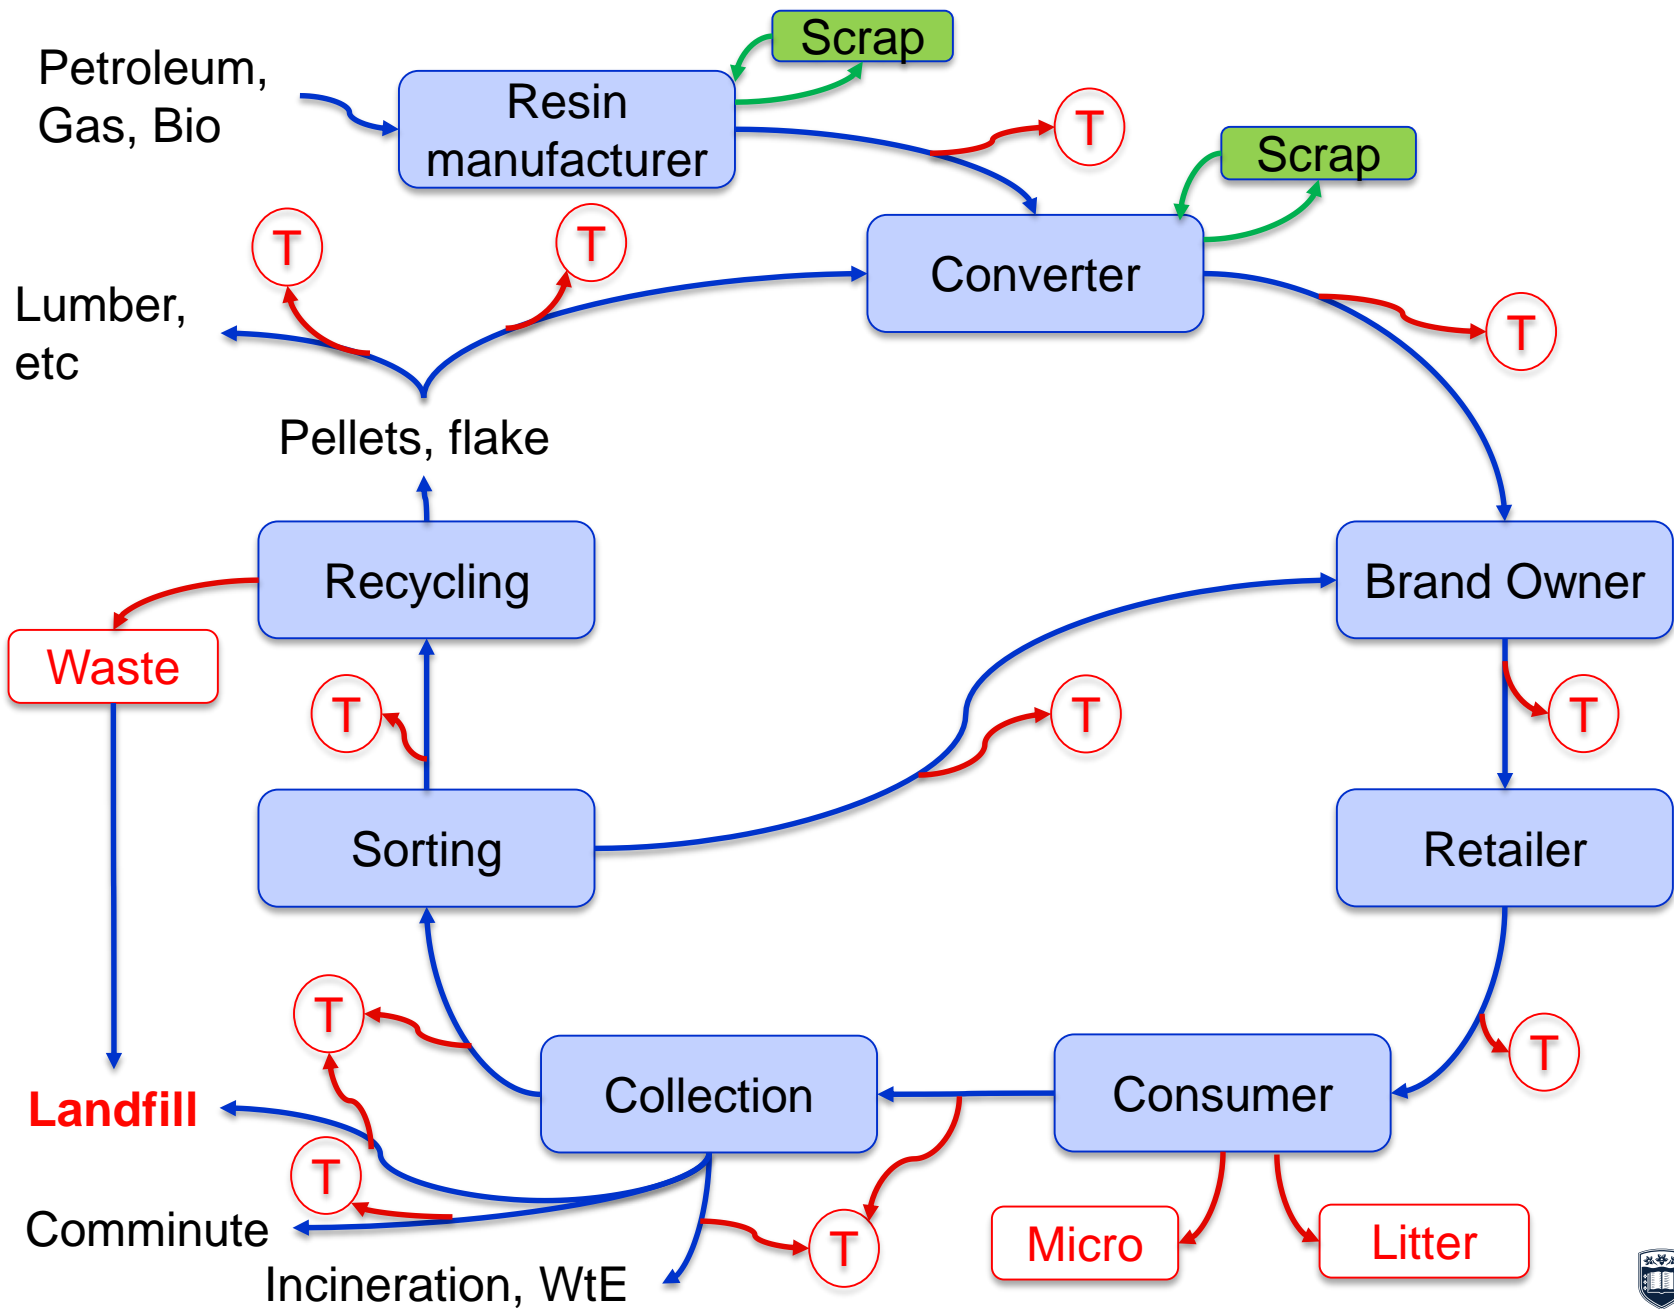 Scrap
Petroleum,
Gas, Bio
Resin
manufacturer
T
Scrap
T
T
Converter
Lumber,
etc
T
Pellets, flake
Recycling
Brand Owner
Waste
T
T
T
Sorting
Retailer
T
T
Collection
Consumer
Landfill
T
Comminute
T
Micro
Litter
Incineration, WtE